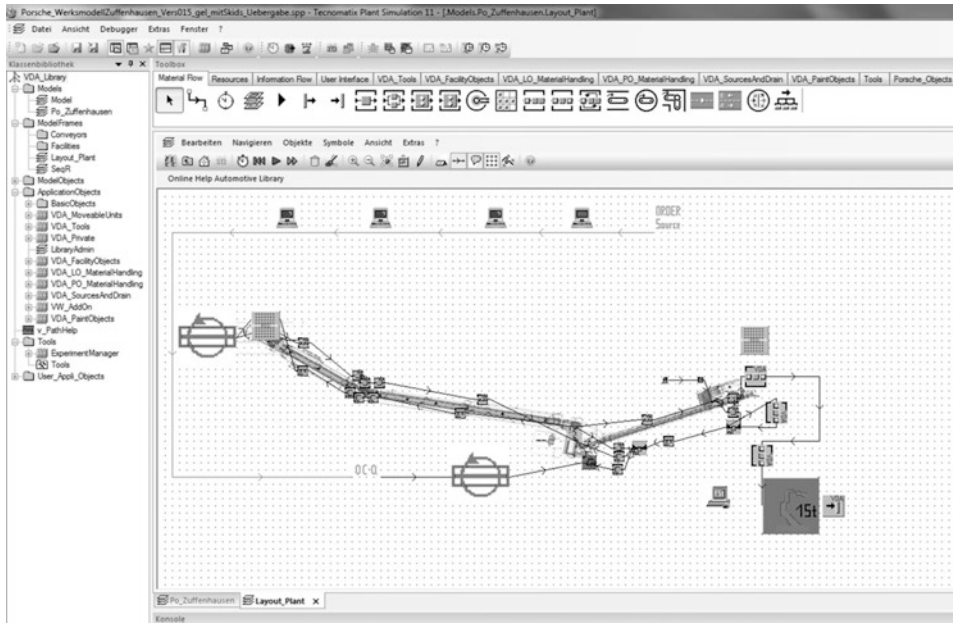 Porsche_WerksmodellZuffenhausen_Vers015_gel_mitSkids_Uebergabe.spp - Tecnomatix Plant Simulation 11 - [.Models.Po_Zuffenhausen.Layout_Plant]
Datei Ansicht Debugger Extras Fenster ?
Klassenbibliothek
Toolbox
Material Flow Resources Information Flow User Interface VDA_Tools VDA_FacilityObjects VDA_LO_MaterialHandling VDA_PO_MaterialHandling VDA_SourcesAndDrain VDA_PaintObjects Tools Porsche_Objects
VDA_Library
Models
Model
Po_Zuffenhausen
ModelFrames
Conveyors
Facilities
Layout_Plant
SeqR
ModelObjects
ApplicationObjects
BasicObjects
VDA_MoveableUnits
VDA_Tools
VDA_Private
LibraryAdmin
VDA_FacilityObjects
VDA_LO_MaterialHandling
VDA_PO_MaterialHandling
VDA_SourcesAndDrain
VW_AddOn
VDA_PaintObjects
v_PathHelp
Tools
ExperimentManager
Tools
User_Appli_Objects
Bearbeiten Navigieren Objekte Symbole Ansicht Extras ?
Online Help Automotive Library
ORDER
Source
VDA
O.C-O.
15t
VDA
Po_Zuffenhausen Layout_Plant
Konsole